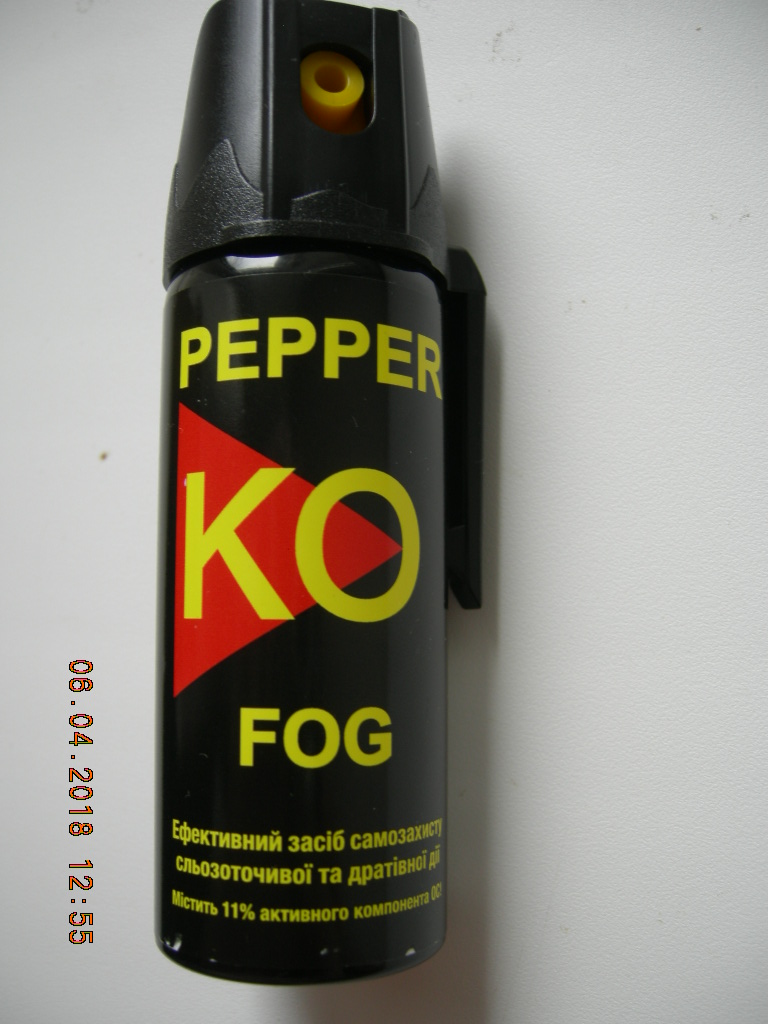 PEPPER
KO
FOG
Ефективний засіб самозахисту
сльозоточивої та дратівної дії
Містить 11% активного компонента
06.04.2018 12:55